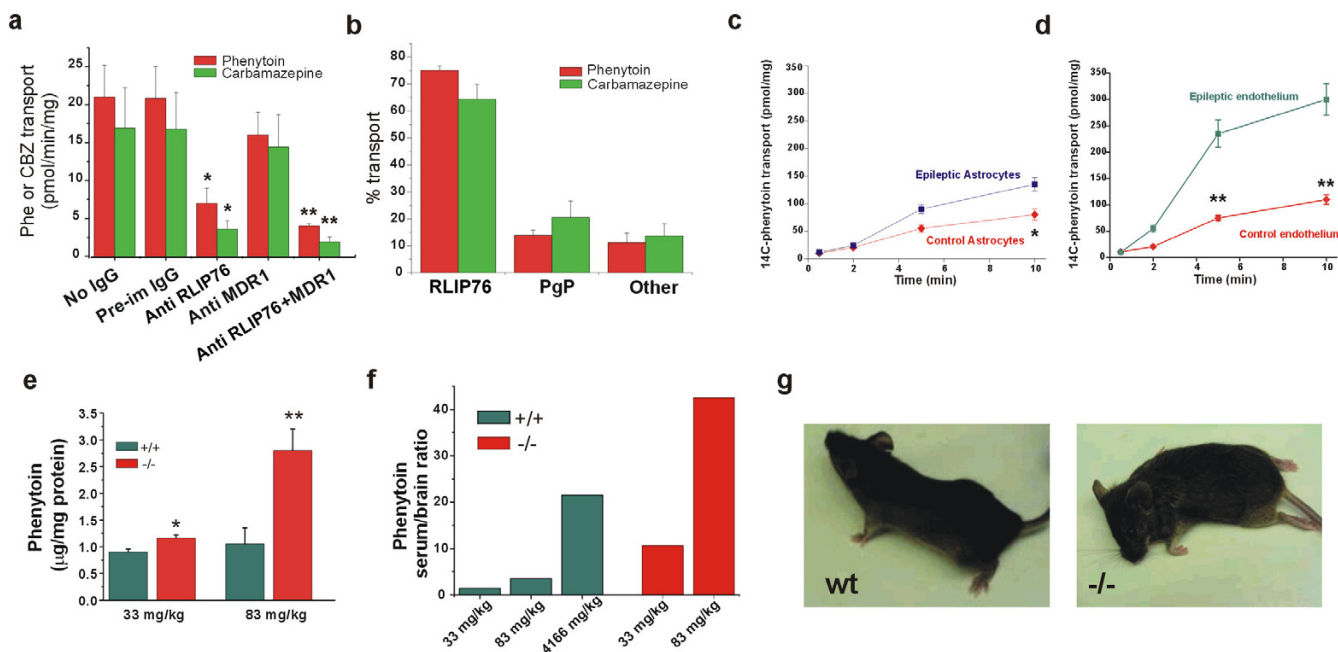 a
Phe or CBZ transport
(pmol/min/mg)
25
20
15
10
5
0
Phenytoin
Carbamazepine
*
*
**
**
No IgG
Pre-im IgG
Anti RLIP76
Anti MDR1
Anti RLIP76+MDR1
b
% transport
80
70
60
50
40
30
20
10
0
Phenytoin
Carbamazepine
RLIP76
PgP
Other
c
14C-phenytoin transport (pmol/mg)
350
300
250
200
150
100
50
0
Epileptic Astrocytes
Control Astrocytes
*
0
2
4
6
8
10
Time (min)
d
14C-phenytoin transport (pmol/mg)
350
300
250
200
150
100
50
0
Epileptic endothelium
**
**
Control endothelium
0
2
4
6
8
10
Time (min)
e
Phenytoin
(µg/mg protein)
3.5
3.0
2.5
2.0
1.5
1.0
0.5
0.0
+/+
-/-
*
**
33 mg/kg
83 mg/kg
f
Phenytoin
serum/brain ratio
40
30
20
10
0
+/+
-/-
33 mg/kg
83 mg/kg
4166 mg/kg
33 mg/kg
83 mg/kg
g
wt
-/-